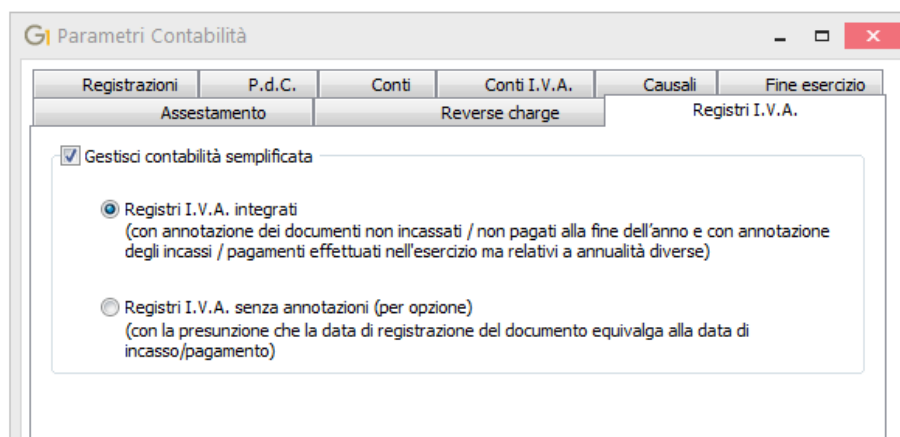 G1 Parametri Contabilità
Registrazioni P.d.C. Conti Conti I.V.A. Causali Fine esercizio
Assestamento Reverse charge Registri I.V.A.
Gestisci contabilità semplificata
Registri I.V.A. integrati
(con annotazione dei documenti non incassati / non pagati alla fine dell'anno e con annotazione
degli incassi / pagamenti effettuati nell'esercizio ma relativi a annualità diverse)
Registri I.V.A. senza annotazioni (per opzione)
(con la presunzione che la data di registrazione del documento equivalga alla data di
incasso/pagamento)